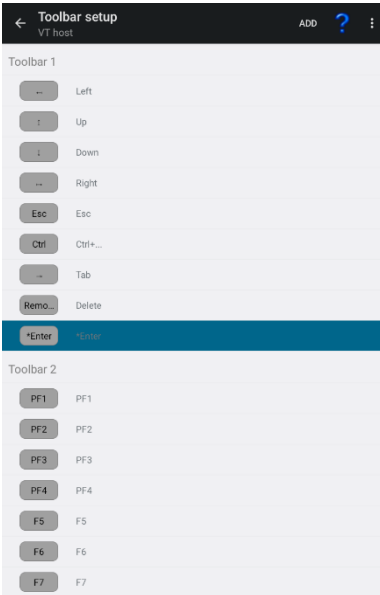 Toolbar setup
ADD ?
VT host
Toolbar 1
← Left
↑ Up
↓ Down
Right
Esc Esc
Ctrl Ctrl+...
Tab
Remo... Delete
*Enter *Enter
Toolbar 2
PF1 PF1
PF2 PF2
PF3 PF3
PF4 PF4
F5 F5
F6 F6
F7 F7